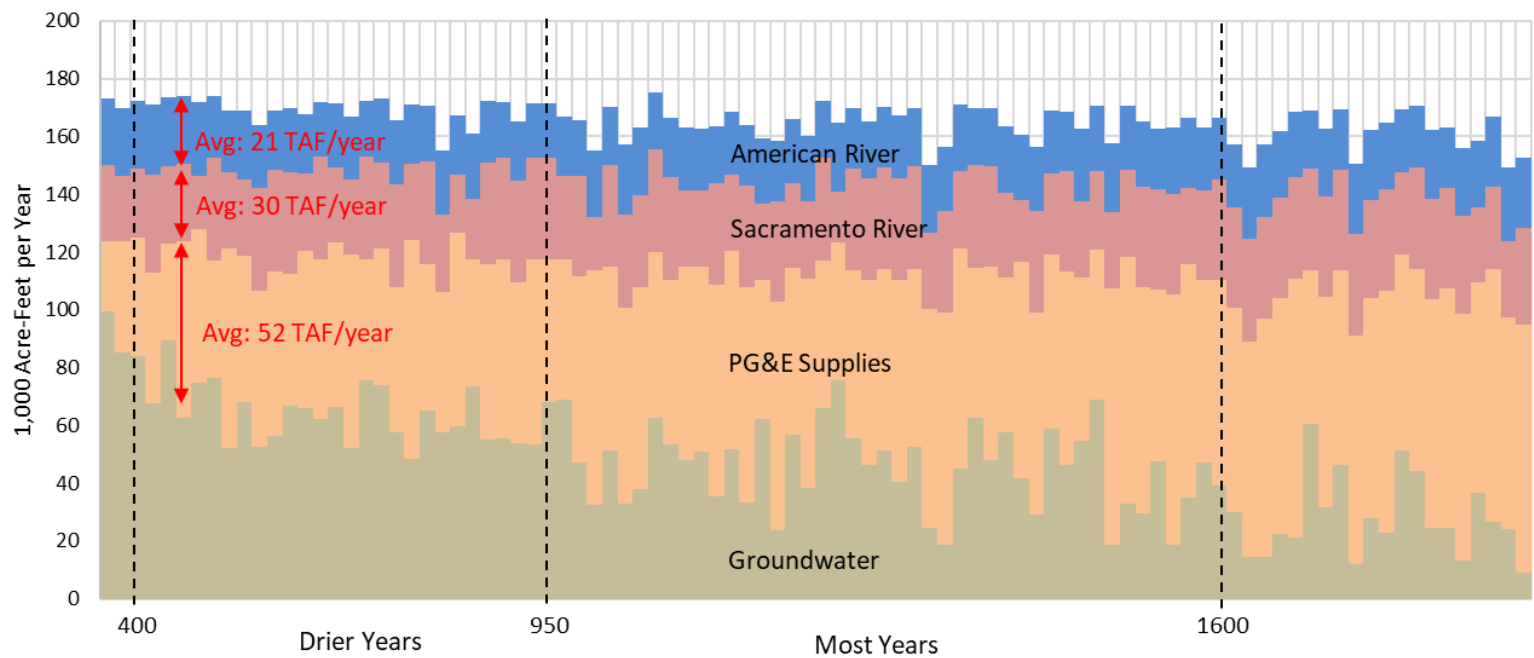 200
180
160
140
120
100
80
60
40
20
0
1,000 Acre-Feet per Year
Avg: 21 TAF/year
Avg: 30 TAF/year
Avg: 52 TAF/year
American River
Sacramento River
PG&E Supplies
Groundwater
400
950
1600
Drier Years
Most Years